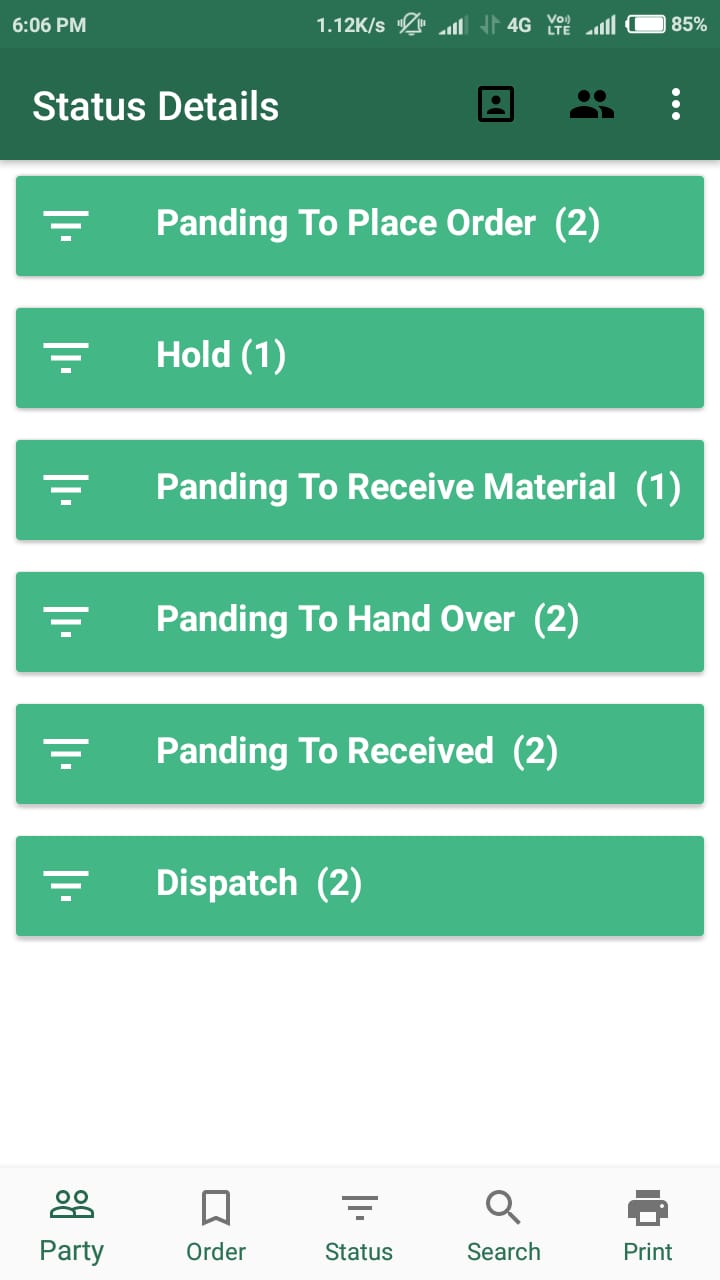 6:06 PM 1.12K/s 4G Vo) LTE 85%
Status Details
Panding To Place Order (2)
Hold (1)
Panding To Receive Material (1)
Panding To Hand Over (2)
Panding To Received (2)
Dispatch (2)
Party Order Status Search Print